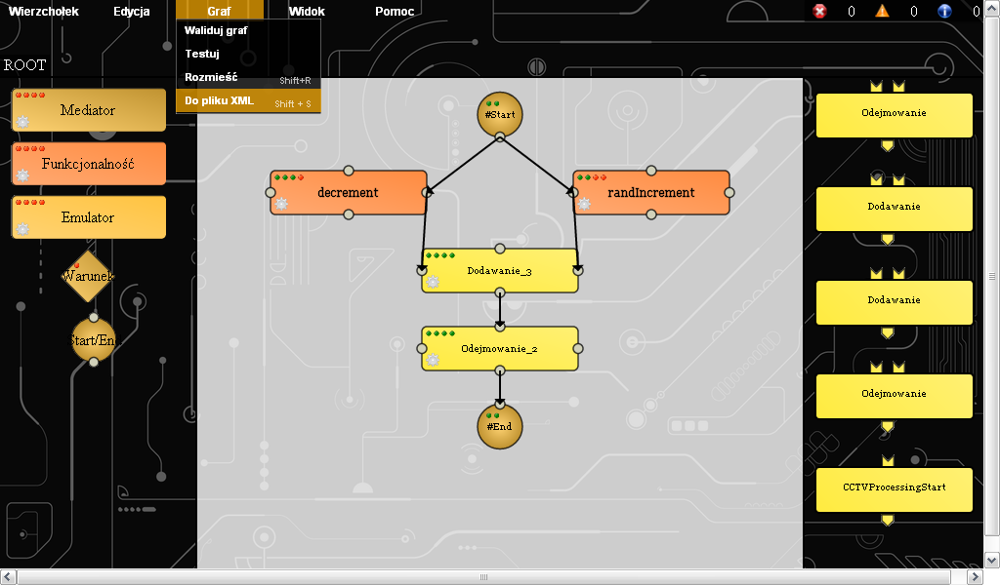 Wierzchołek Edycja Graf Widok Pomoc 0 0 0
Waliduj graf
Testuj
Rozmieść Shift+R
Do pliku XML Shift + S
ROOT
Mediator
Funkcjonalność
Emulator
Warunek
Start/En
#Start
decrement
randIncrement
Dodawanie_3
Odejmowanie_2
#End
Odejmowanie
Dodawanie
Dodawanie
Odejmowanie
CCTVProcessingStart